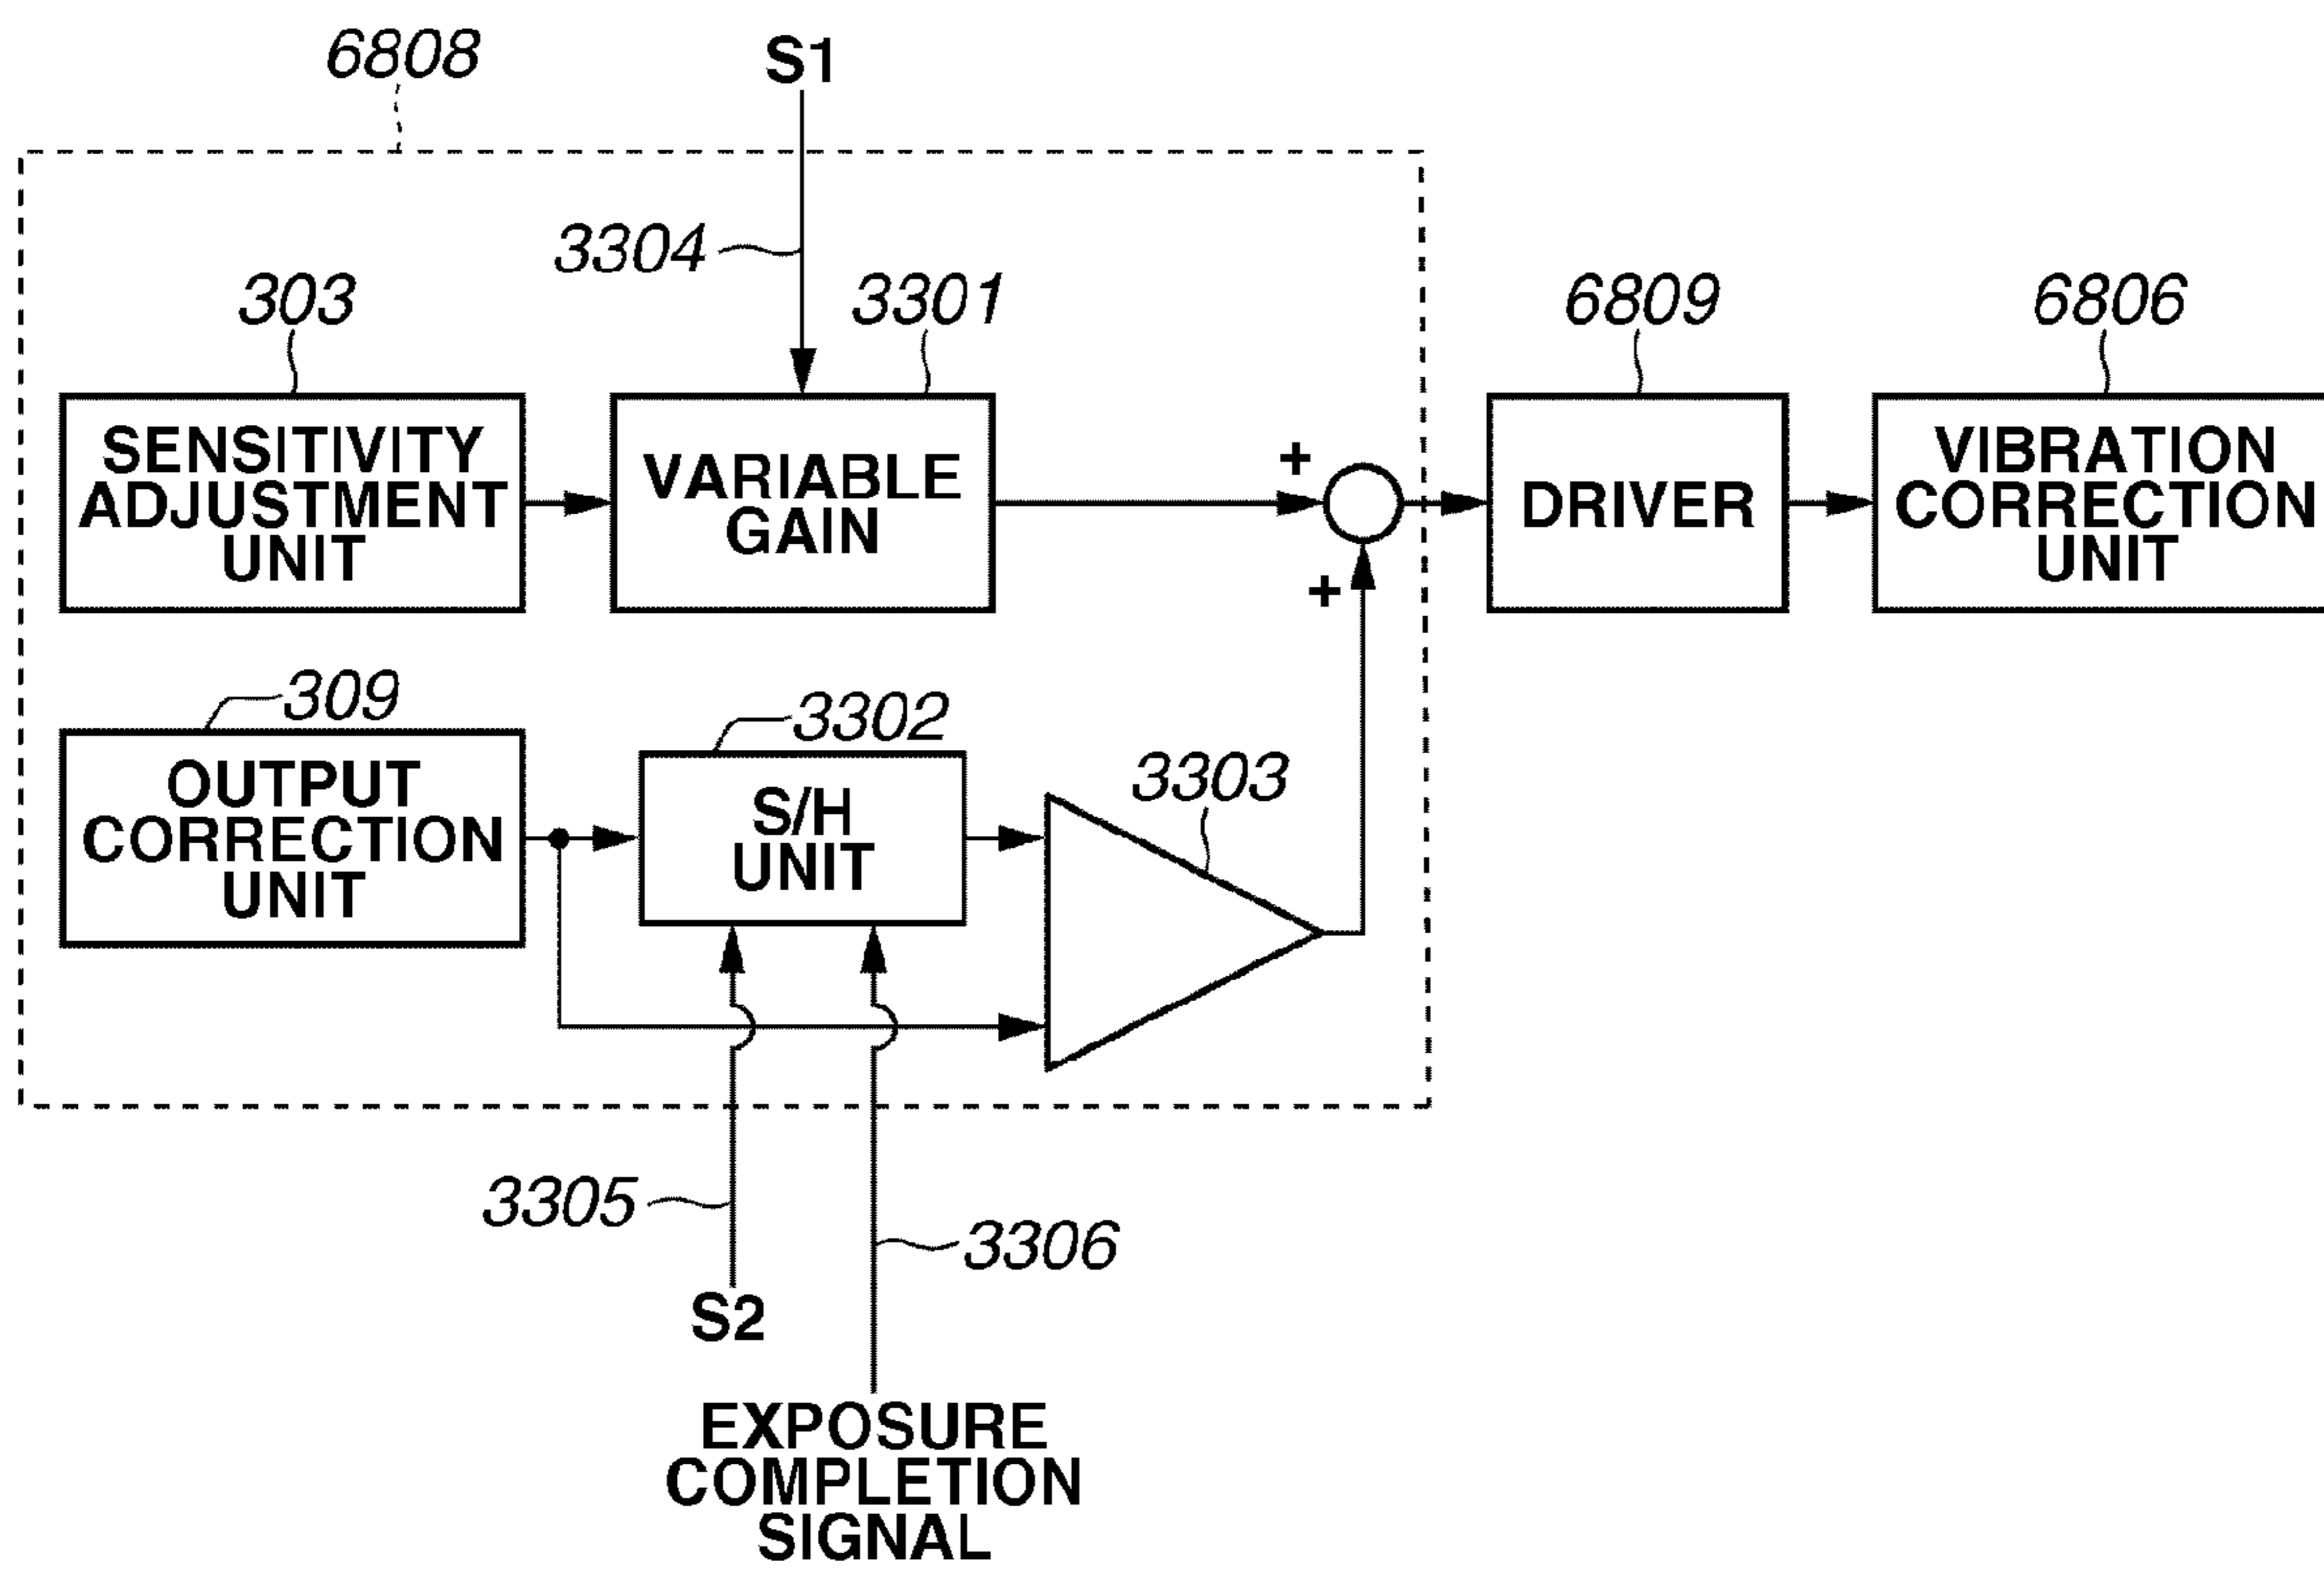 6808
S1
3304
303
3301
6809
6806
SENSITIVITY
ADJUSTMENT
UNIT
VARIABLE
GAIN
+
+
DRIVER
VIBRATION
CORRECTION
UNIT
309
3302
3303
OUTPUT
CORRECTION
UNIT
S/H
UNIT
3305
3306
S2
EXPOSURE
COMPLETION
SIGNAL